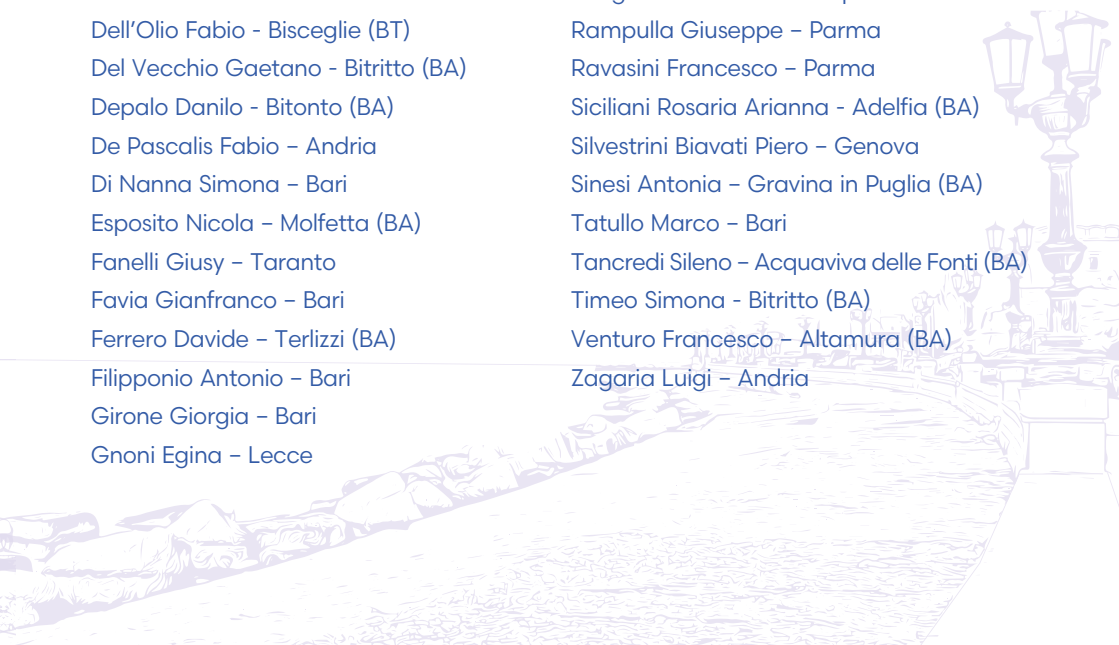 Dell'Olio Fabio - Bisceglie (BT)
Del Vecchio Gaetano - Bitritto (BA)
Depalo Danilo - Bitonto (BA)
De Pascalis Fabio – Andria
Di Nanna Simona – Bari
Esposito Nicola – Molfetta (BA)
Fanelli Giusy – Taranto
Favia Gianfranco – Bari
Ferrero Davide – Terlizzi (BA)
Filipponio Antonio – Bari
Girone Giorgia – Bari
Gnoni Egina – Lecce
Rampulla Giuseppe – Parma
Ravasini Francesco – Parma
Siciliani Rosaria Arianna - Adelfia (BA)
Silvestrini Biavati Piero – Genova
Sinesi Antonia – Gravina in Puglia (BA)
Tatullo Marco – Bari
Tancredi Sileno – Acquaviva delle Fonti (BA)
Timeo Simona - Bitritto (BA)
Venturo Francesco – Altamura (BA)
Zagaria Luigi – Andria